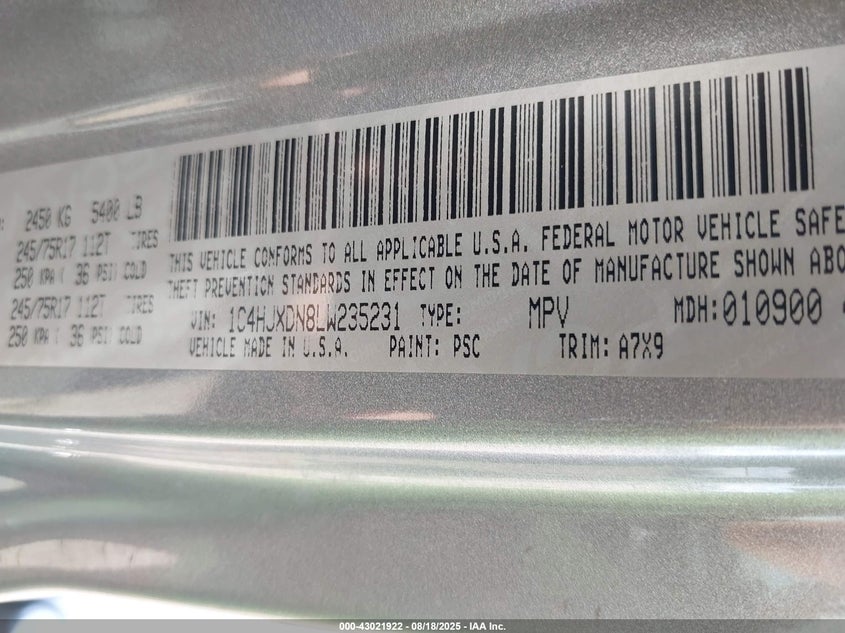 2450 KG 5400 LB
245/75R17 112T TIRES
250 KPA ( 36 PSI) COLD
245/75R17 112T TIRES
250 KPA ( 36 PSI) COLD
THIS VEHICLE CONFORMS TO ALL APPLICABLE U.S.A. FEDERAL MOTOR VEHICLE SAFE
THEFT PREVENTION STANDARDS IN EFFECT ON THE DATE OF MANUFACTURE SHOWN ABO
VIN: 1C4HJXDN8LW235231 TYPE: MPV MDH:010900
VEHICLE MADE IN U.S.A. PAINT: PSC TRIM: A7X9
000-43021922 - 08/18/2025 - IAA Inc.